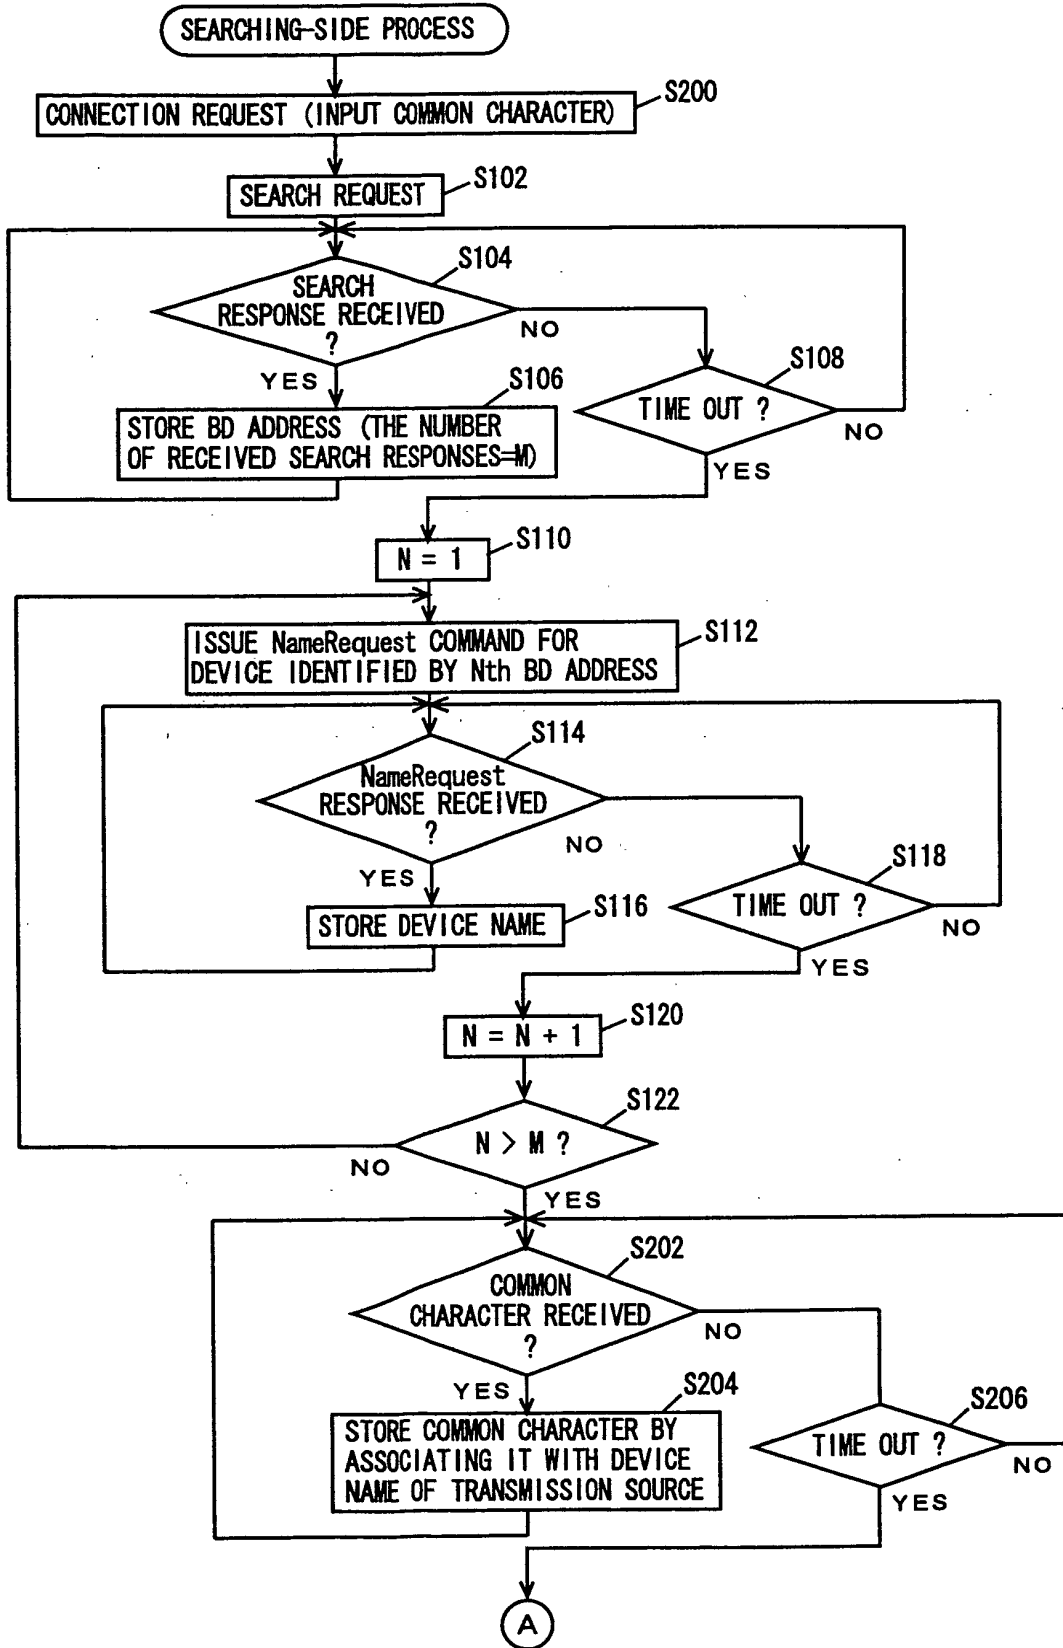 SEARCHING-SIDE PROCESS
CONNECTION REQUEST (INPUT COMMON CHARACTER)
S200
SEARCH REQUEST
S102
S104
SEARCH
RESPONSE RECEIVED
?
NO
YES
S106
STORE BD ADDRESS (THE NUMBER
OF RECEIVED SEARCH RESPONSES=M)
S108
TIME OUT ?
NO
YES
N = 1
S110
ISSUE NameRequest COMMAND FOR
DEVICE IDENTIFIED BY Nth BD ADDRESS
S112
S114
NameRequest
RESPONSE RECEIVED
?
NO
YES
STORE DEVICE NAME
S116
S118
TIME OUT ?
NO
YES
N = N + 1
S120
S122
N > M ?
NO
YES
S202
COMMON
CHARACTER RECEIVED
?
NO
YES
S204
STORE COMMON CHARACTER BY
ASSOCIATING IT WITH DEVICE
NAME OF TRANSMISSION SOURCE
S206
TIME OUT ?
NO
YES
A